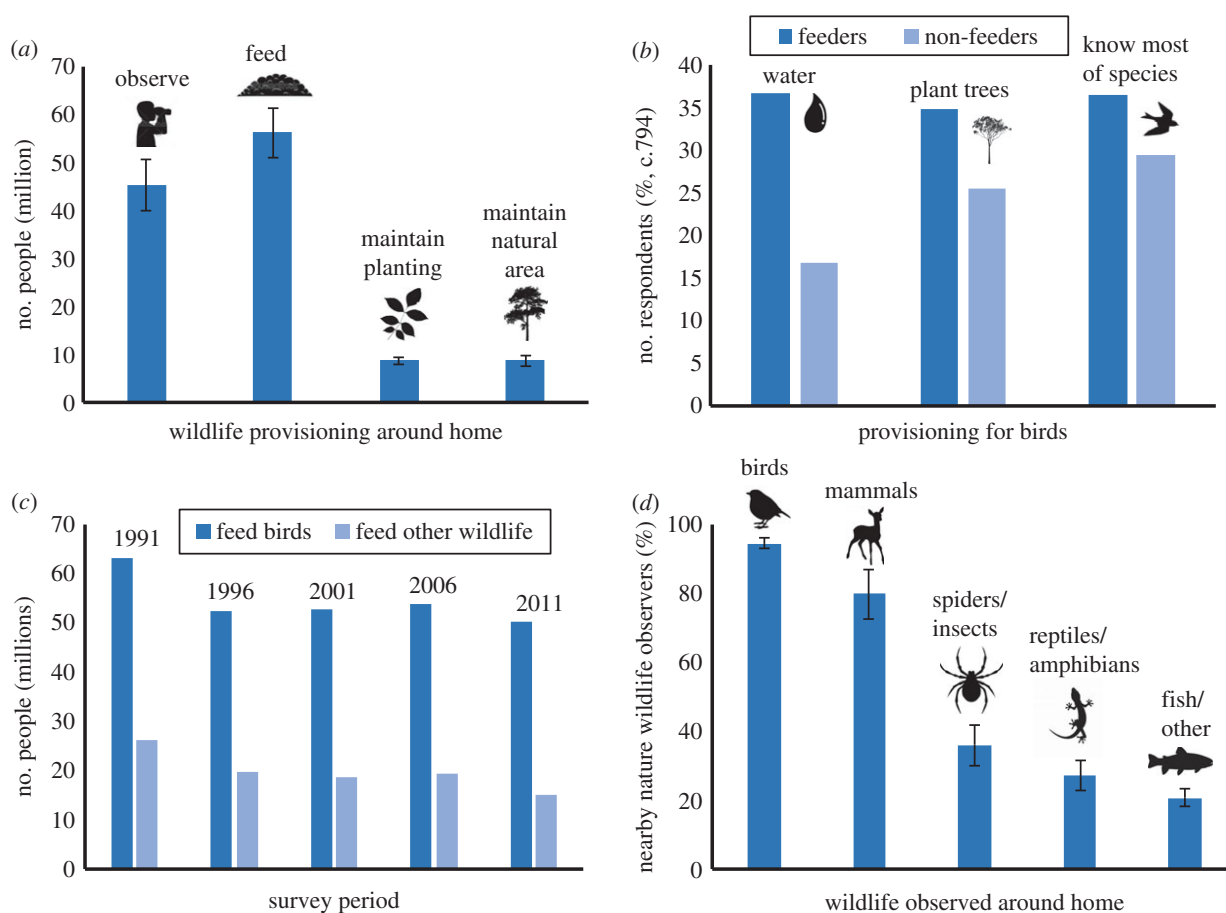 (a)
observe
feed
70
60
50
40
30
20
10
0
no. people (million)
maintain
planting
maintain
natural
area
wildlife provisioning around home
(b)
feeders
non-feeders
water
plant trees
know most
of species
40
35
30
25
20
15
10
5
0
no. respondents (%, c.794)
provisioning for birds
(c)
feed birds
feed other wildlife
70
60
50
40
30
20
10
0
no. people (millions)
1991
1996
2001
2006
2011
survey period
(d)
birds
mammals
spiders/
insects
reptiles/
amphibians
fish/
other
100
80
60
40
20
0
nearby nature wildlife observers (%)
wildlife observed around home